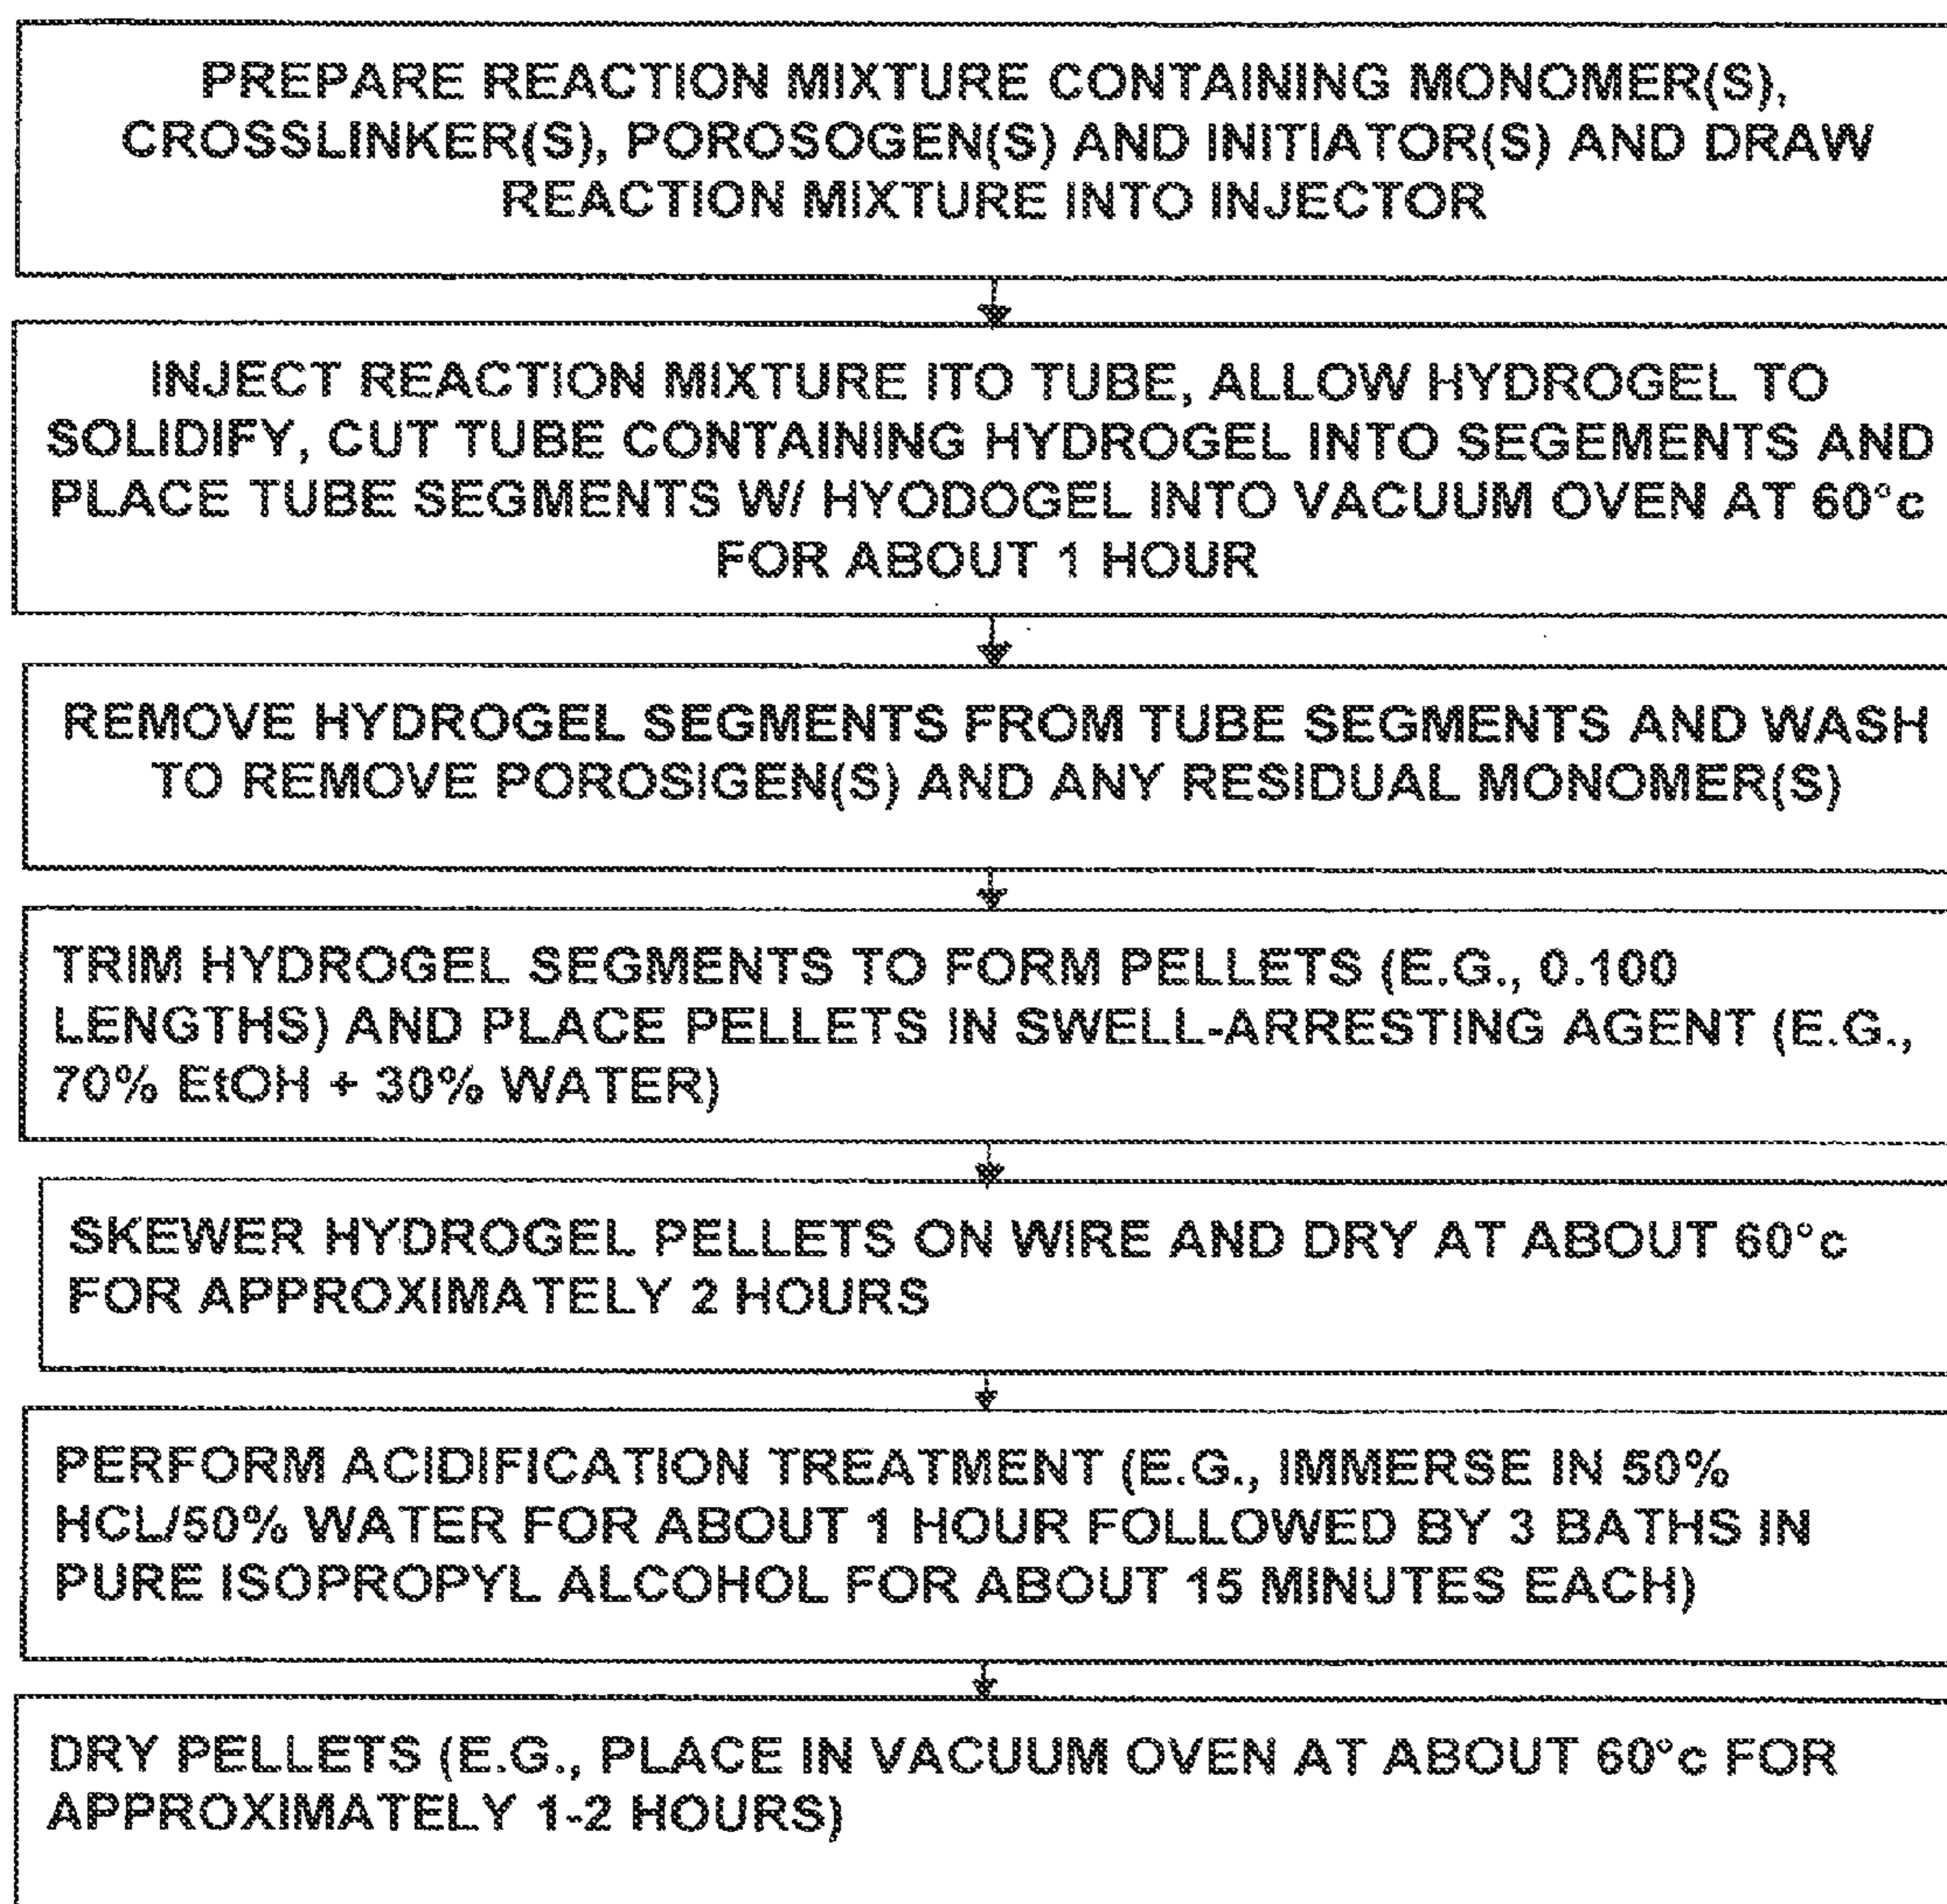 PREPARE REACTION MIXTURE CONTAINING MONOMER(S),
CROSSLINKER(S), POROSOGEN(S) AND INITIATOR(S) AND DRAW
REACTION MIXTURE INTO INJECTOR
INJECT REACTION MIXTURE ITO TUBE, ALLOW HYDROGEL TO
SOLIDIFY, CUT TUBE CONTAINING HYDROGEL INTO SEGEMENTS AND
PLACE TUBE SEGMENTS W/ HYODOGEL INTO VACUUM OVEN AT 60°c
FOR ABOUT 1 HOUR
REMOVE HYDROGEL SEGMENTS FROM TUBE SEGMENTS AND WASH
TO REMOVE POROSIGEN(S) AND ANY RESIDUAL MONOMER(S)
TRIM HYDROGEL SEGMENTS TO FORM PELLETS (E.G., 0.100
LENGTHS) AND PLACE PELLETS IN SWELL-ARRESTING AGENT (E.G.,
70% EtOH + 30% WATER)
SKEWER HYDROGEL PELLETS ON WIRE AND DRY AT ABOUT 60°c
FOR APPROXIMATELY 2 HOURS
PERFORM ACIDIFICATION TREATMENT (E.G., IMMERSE IN 50%
HCL/50% WATER FOR ABOUT 1 HOUR FOLLOWED BY 3 BATHS IN
PURE ISOPROPYL ALCOHOL FOR ABOUT 15 MINUTES EACH)
DRY PELLETS (E.G., PLACE IN VACUUM OVEN AT ABOUT 60°c FOR
APPROXIMATELY 1-2 HOURS)